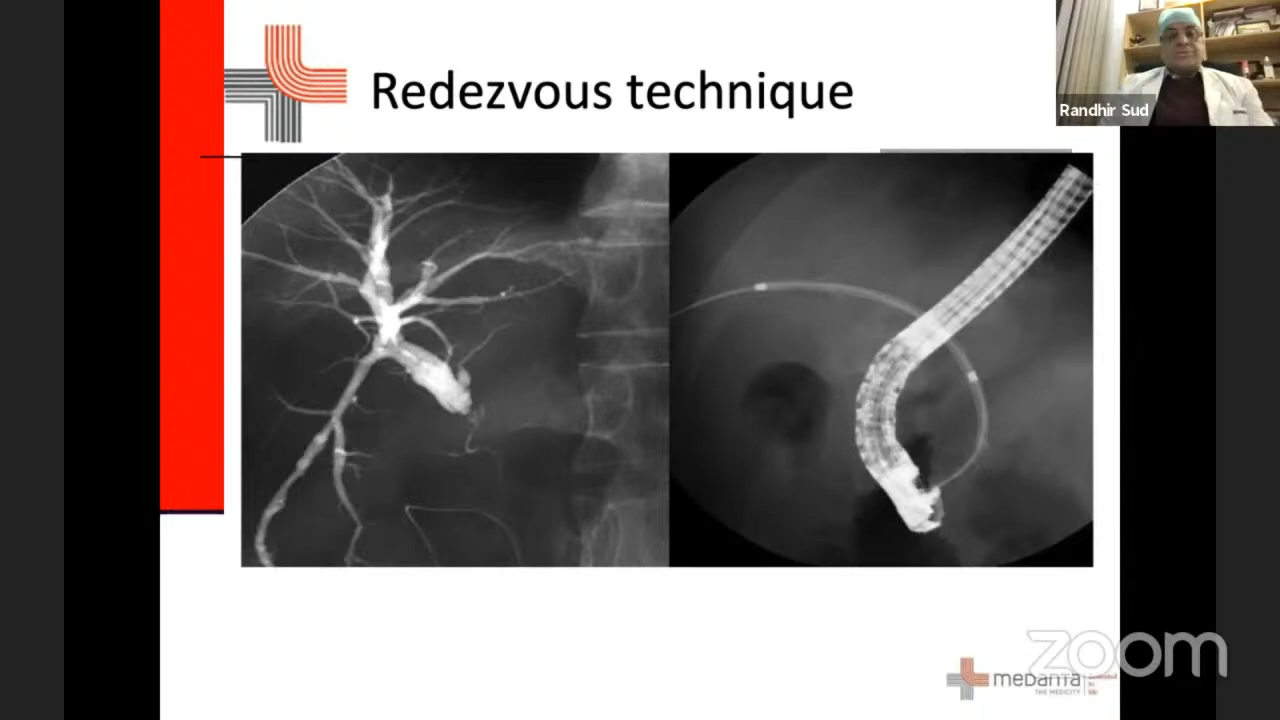 Redezvous technique
Randhir Sud
zoom
medanta
THE MEDICITY